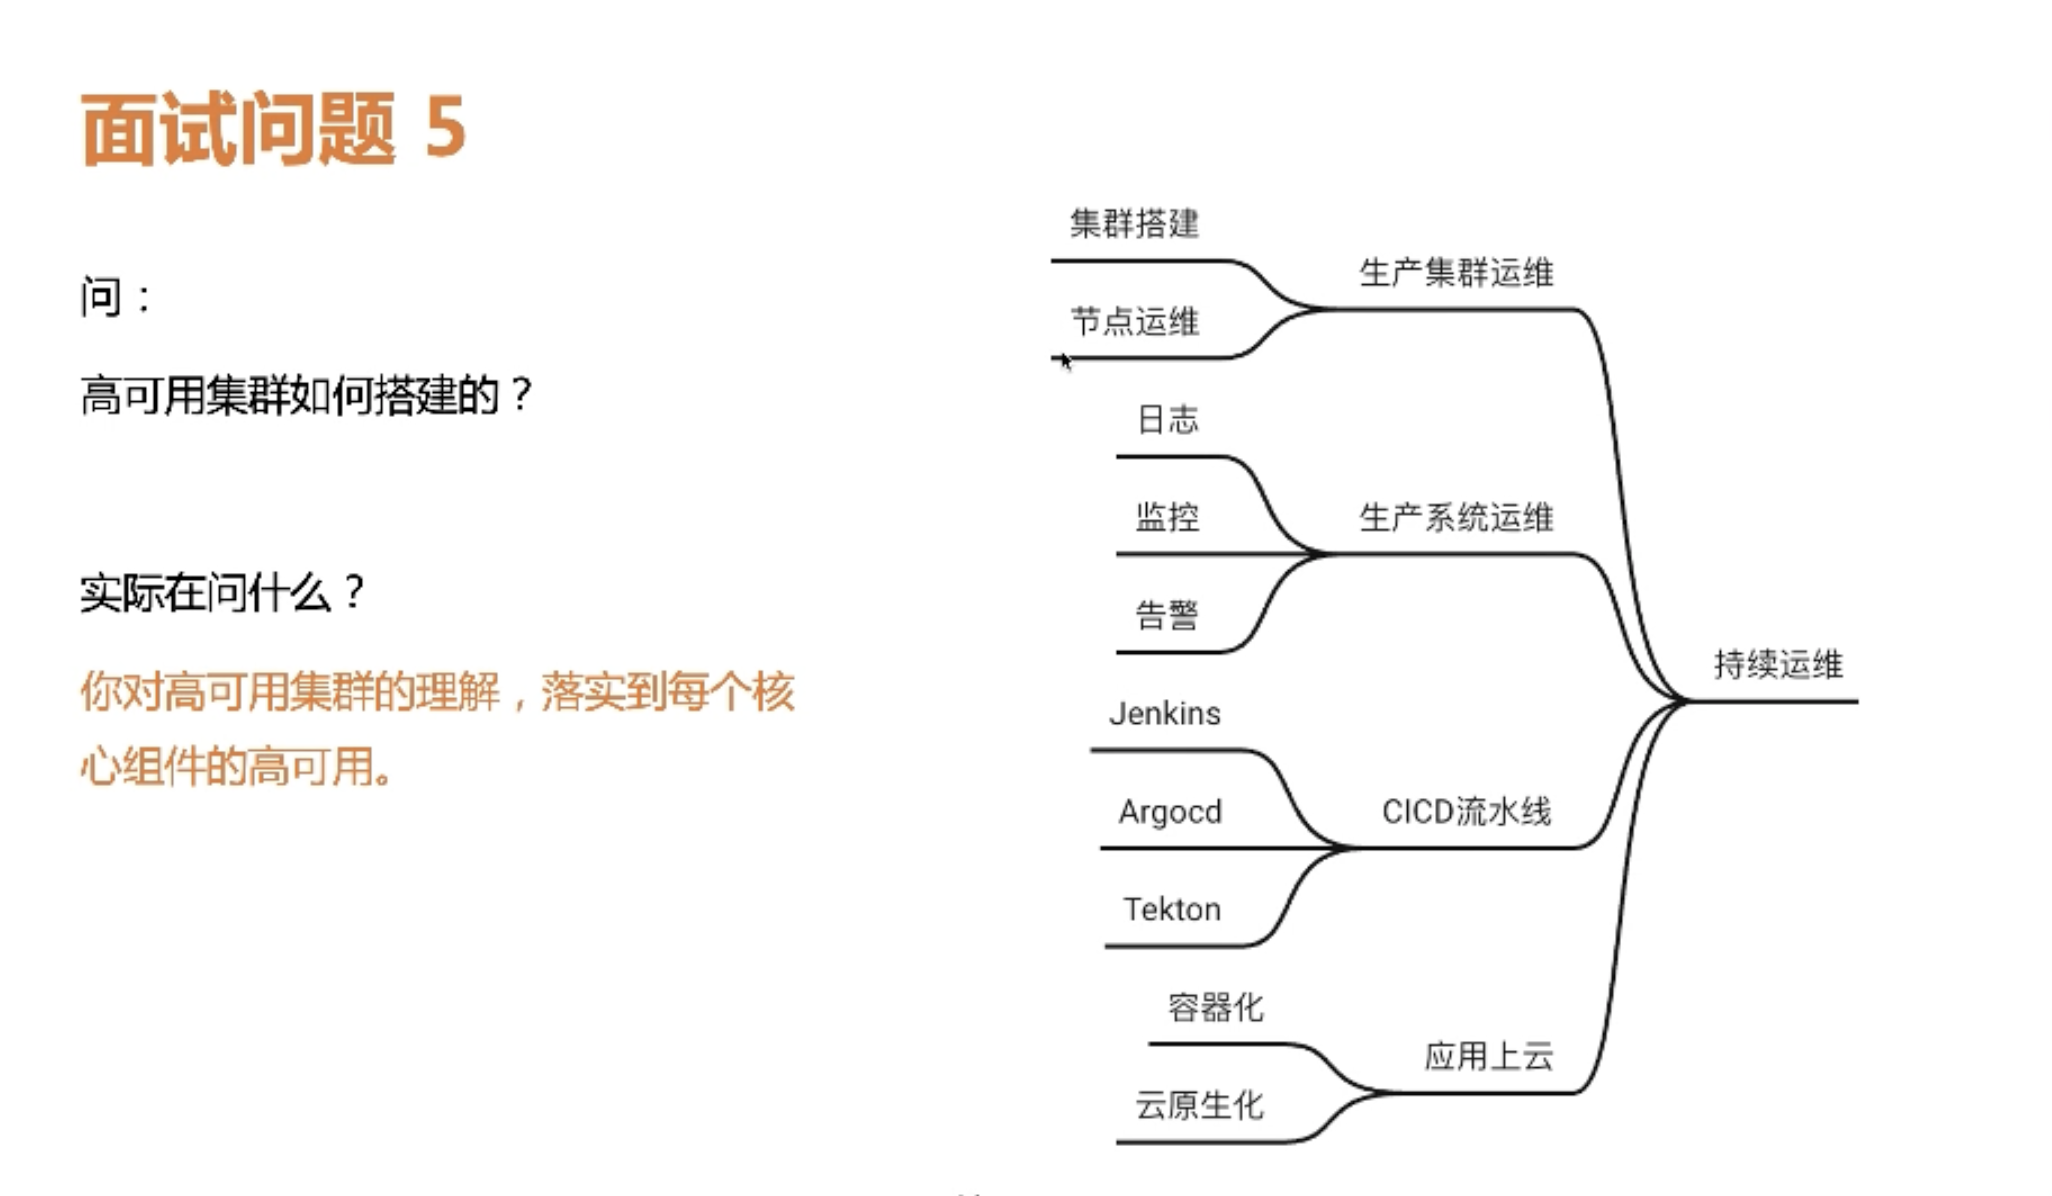 面试问题 5
问：
高可用集群如何搭建的？
实际在问什么？
你对高可用集群的理解，落实到每个核
心组件的高可用。
集群搭建
生产集群运维
节点运维
日志
监控
生产系统运维
告警
持续运维
Jenkins
Argocd
CICD流水线
Tekton
容器化
应用上云
云原生化